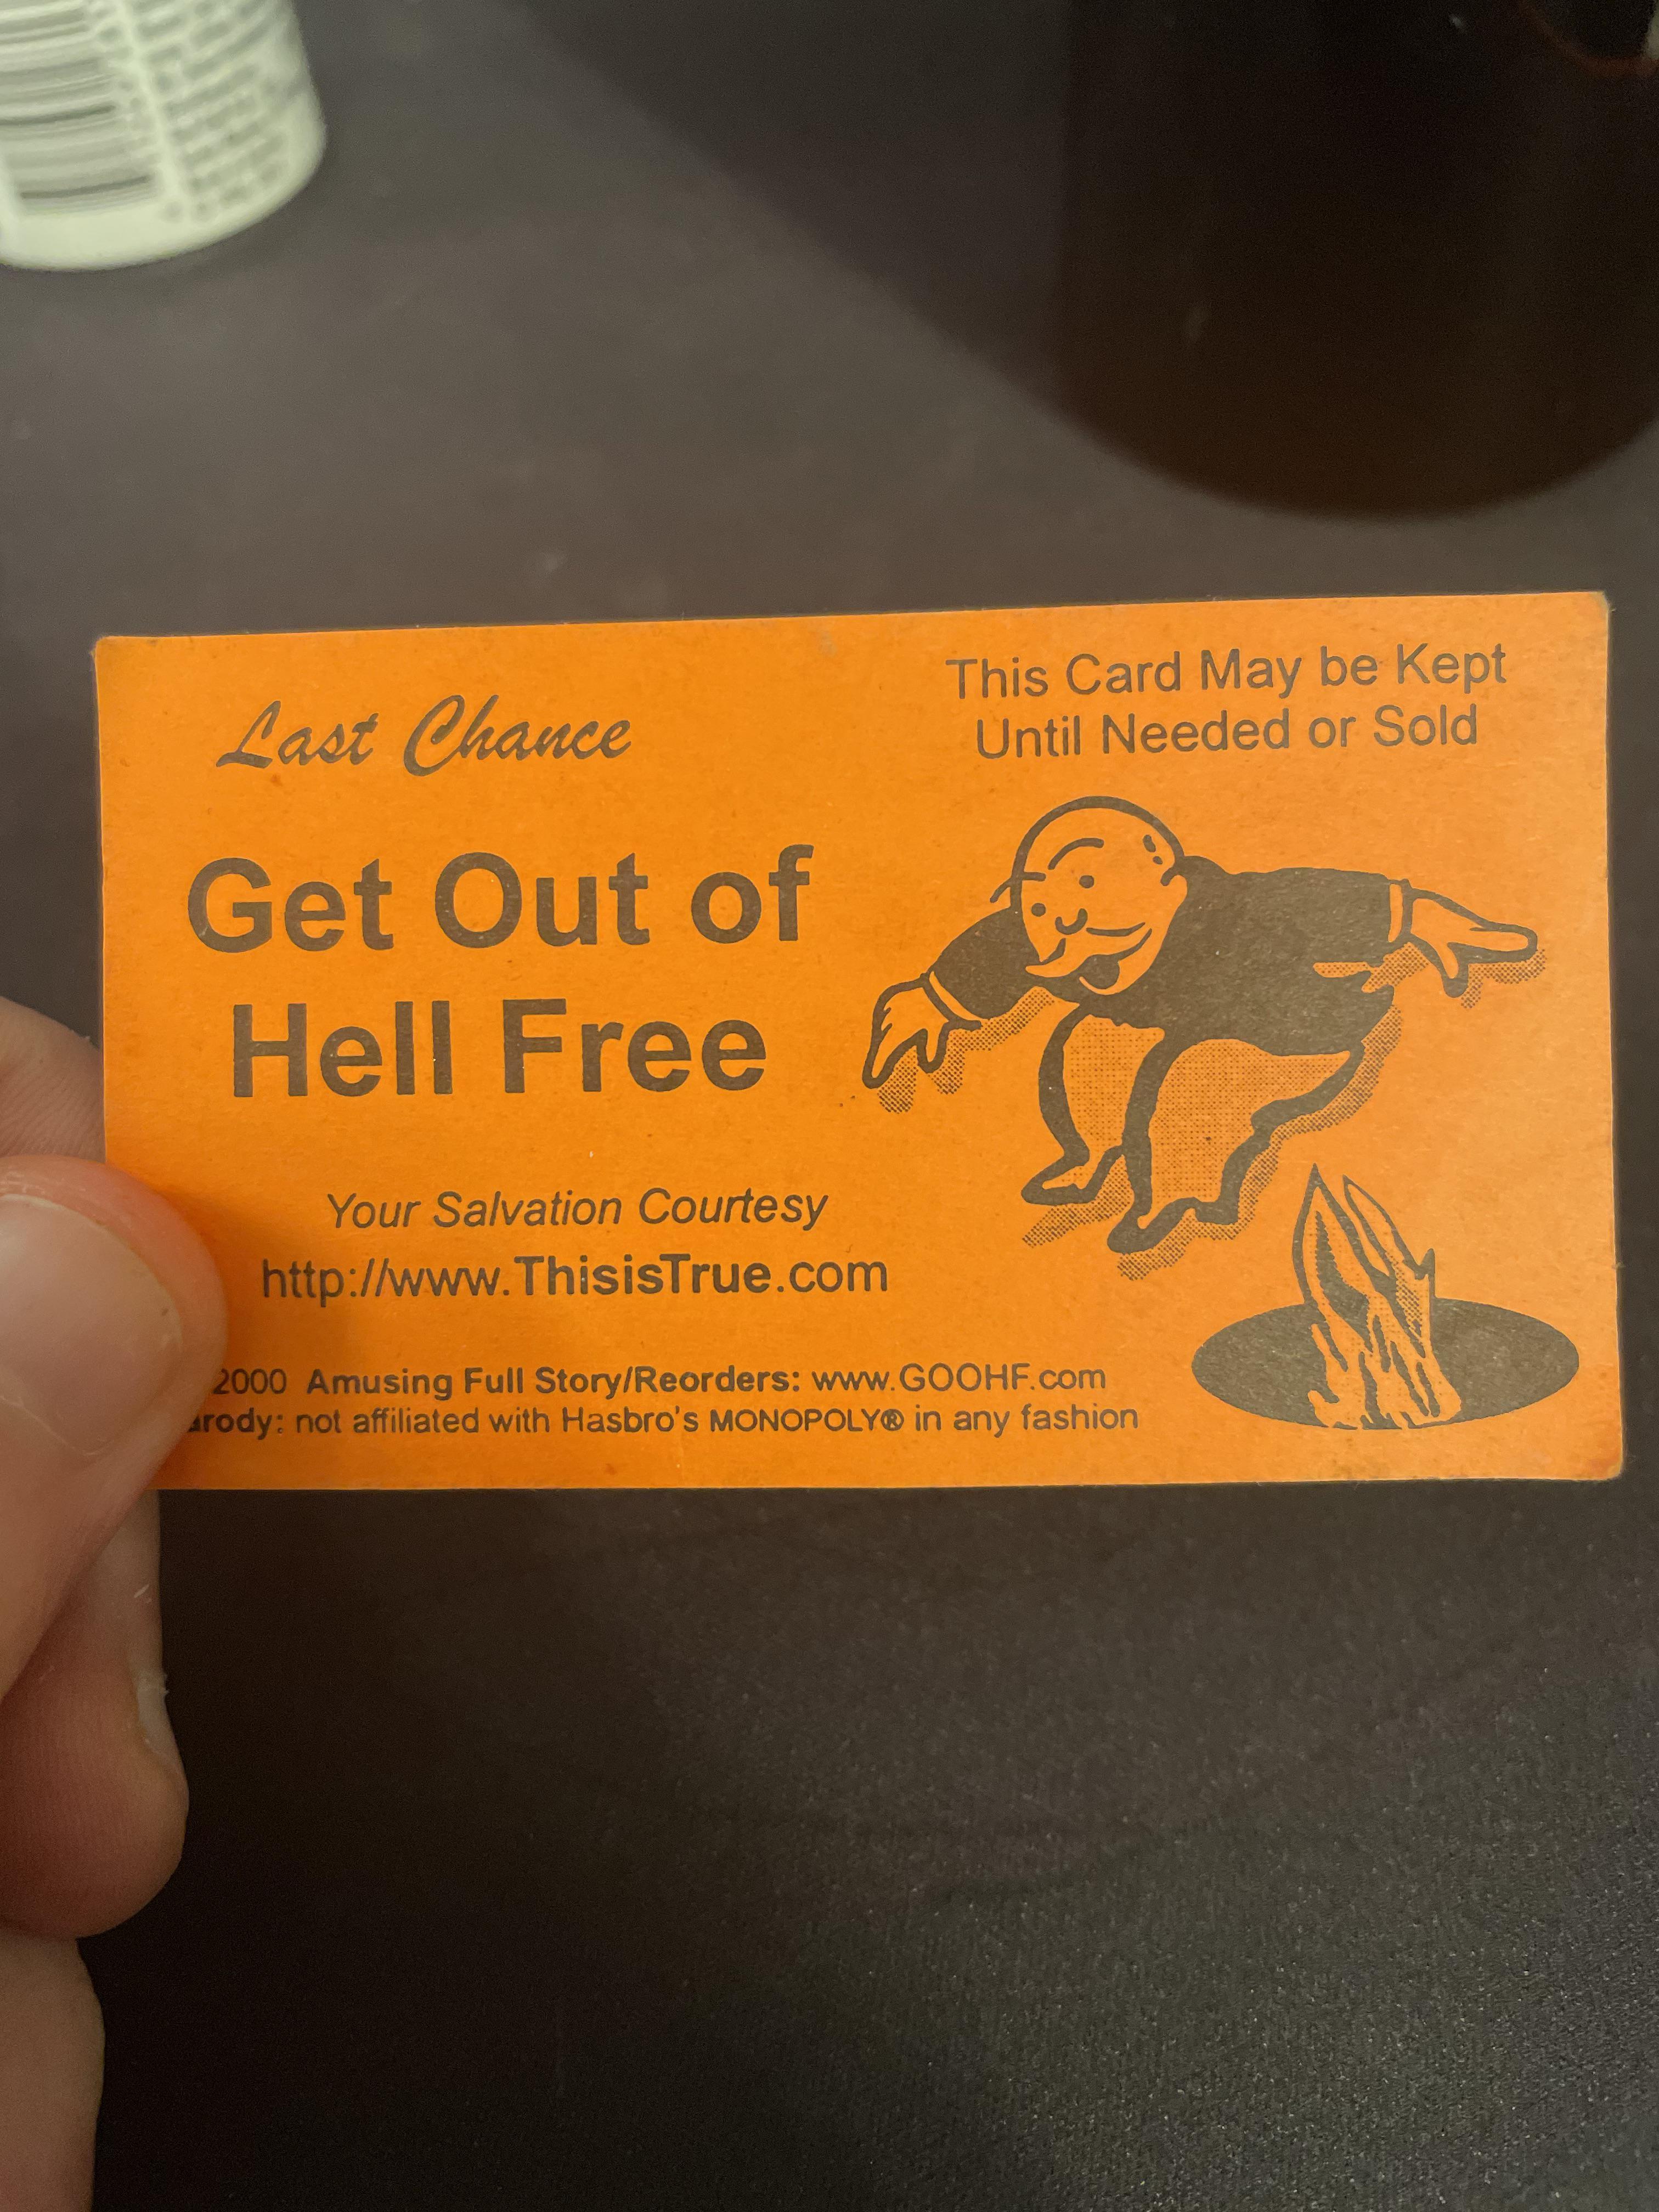 Last Chance
This Card May be Kept
Until Needed or Sold
Get Out of
Hell Free
Your Salvation Courtesy
http://www.ThisisTrue.com
2000 Amusing Full Story/Reorders: www.GOOHF.com
arody: not affiliated with Hasbro's MONOPOLY® in any fashion